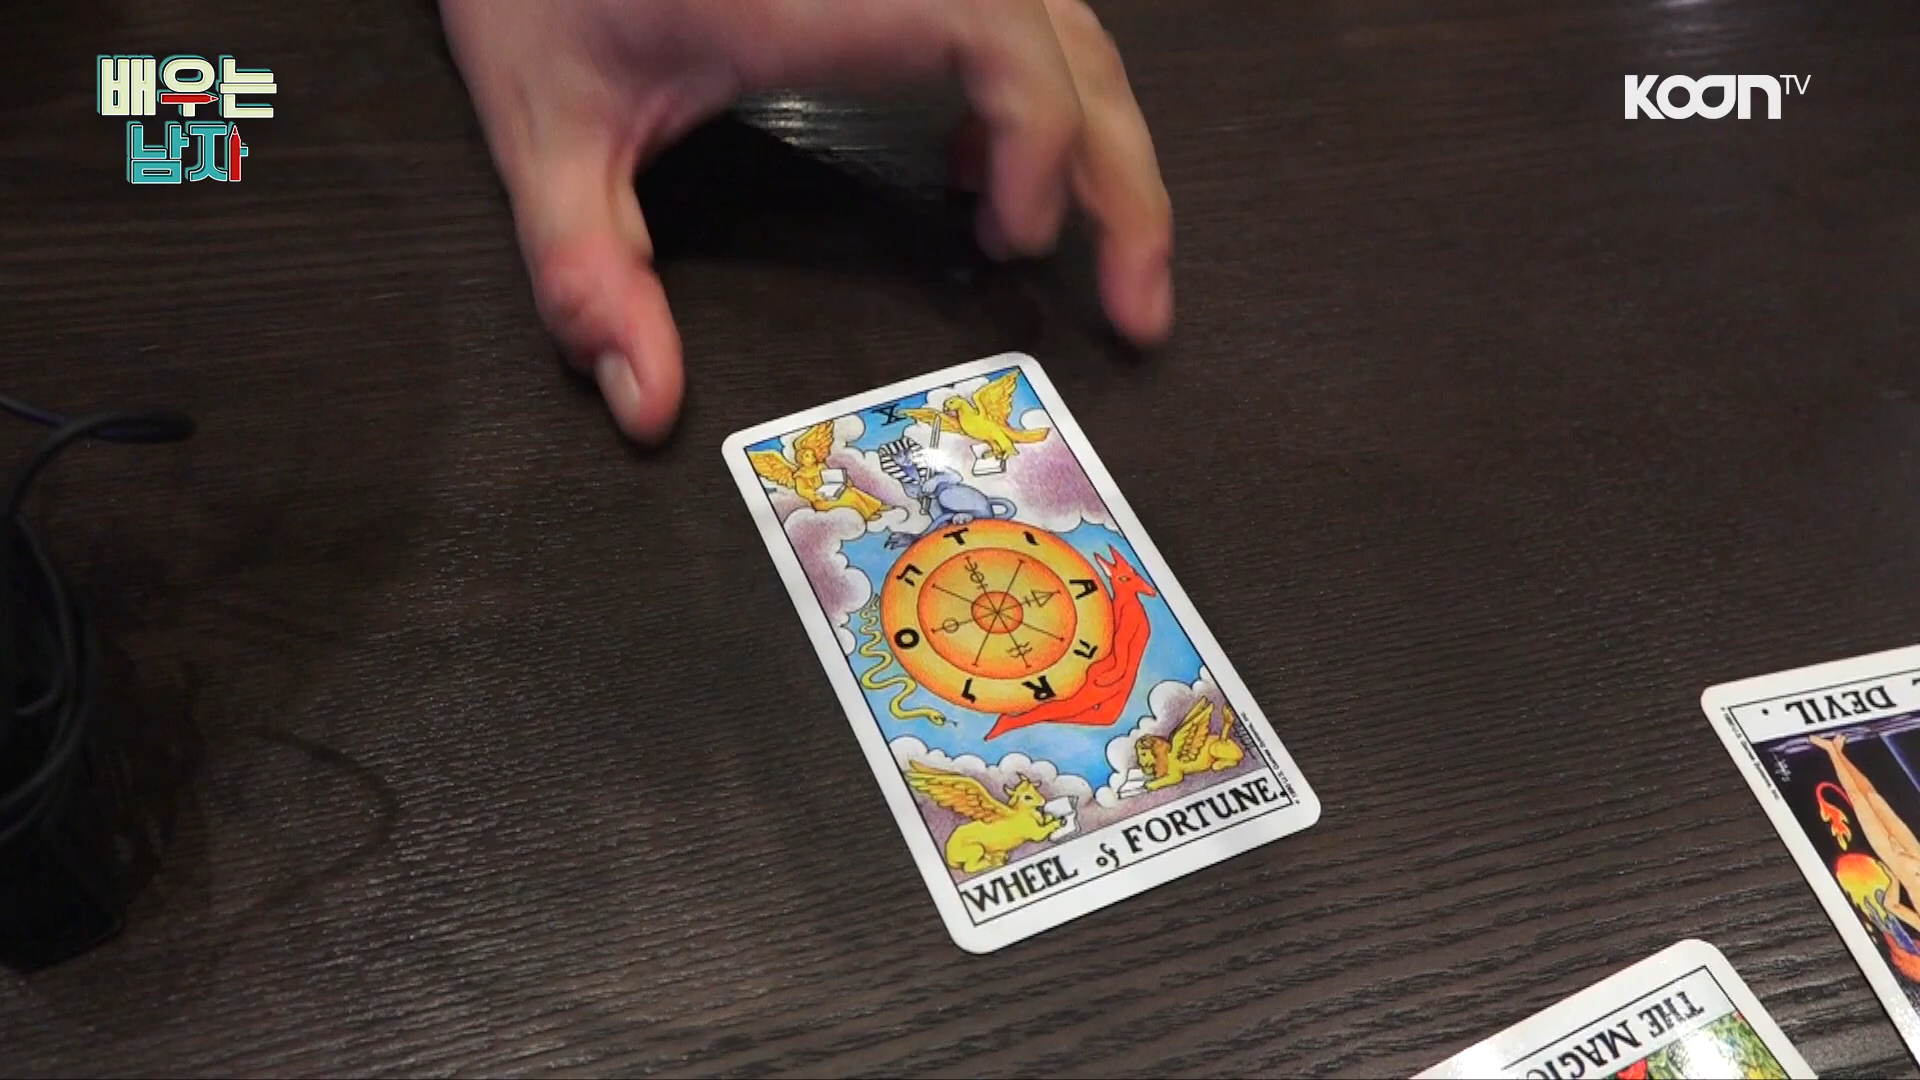 배우는
남자
KOON TV
X
T
A
R
O
WHEEL of FORTUNE.
DEVIL.
THE MAGIC